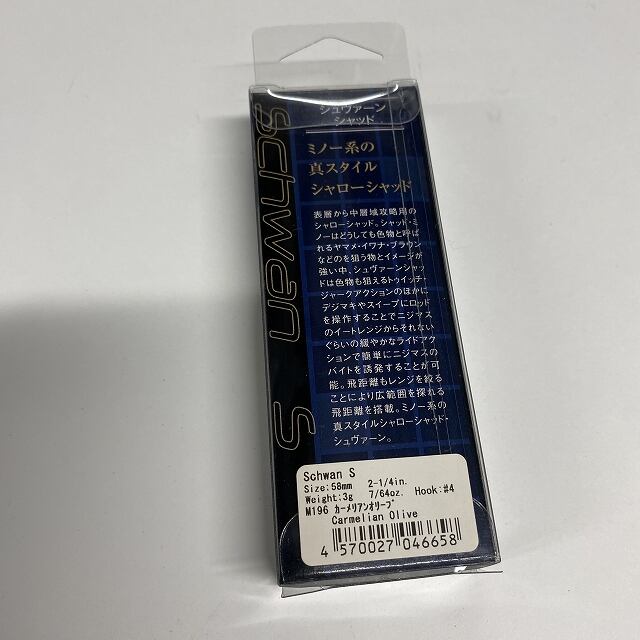 シュヴァーン
シャッド
ミノー系の
真スタイル
シャローシャッド
表層から中層域攻略用の
シャローシャッド。シャッド・ミ
ノーはどうしても色物と呼ば
れるヤマメ・イワナ・ブラウン
などのを狙う物とイメージが
強い中、シュヴァーンシャッ
ドは色物も狙えるトゥイッチ・
ジャークアクションのほかに
デジマキやスイープにロッド
を操作することでニジマス
のイートレンジからそれない
ぐらいの緩やかなライドアク
ションで簡単にニジマスの
バイトを誘発することが可
能。飛距離もレンジを絞る
ことにより広範囲を探れる
飛距離を搭載。ミノー系の
真スタイルシャローシャッド・
シュヴァーン。
schwan S
Schwan S
Size:58mm 2-1/4in.
Weight:3g 7/64oz. Hook:#4
M196 カーメリアンオリーブ
Carmelian Olive
4 570027 046658